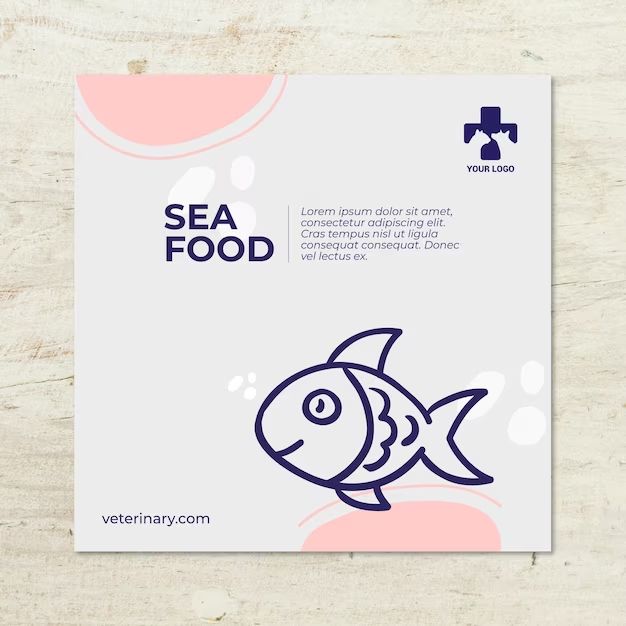 YOUR LOGO
SEA
FOOD
Lorem ipsum dolor sit amet,
consectetur adipiscing elit.
Cras tempus nisl ut ligula
consequat consequat. Donec
vel lectus ex.
veterinary.com